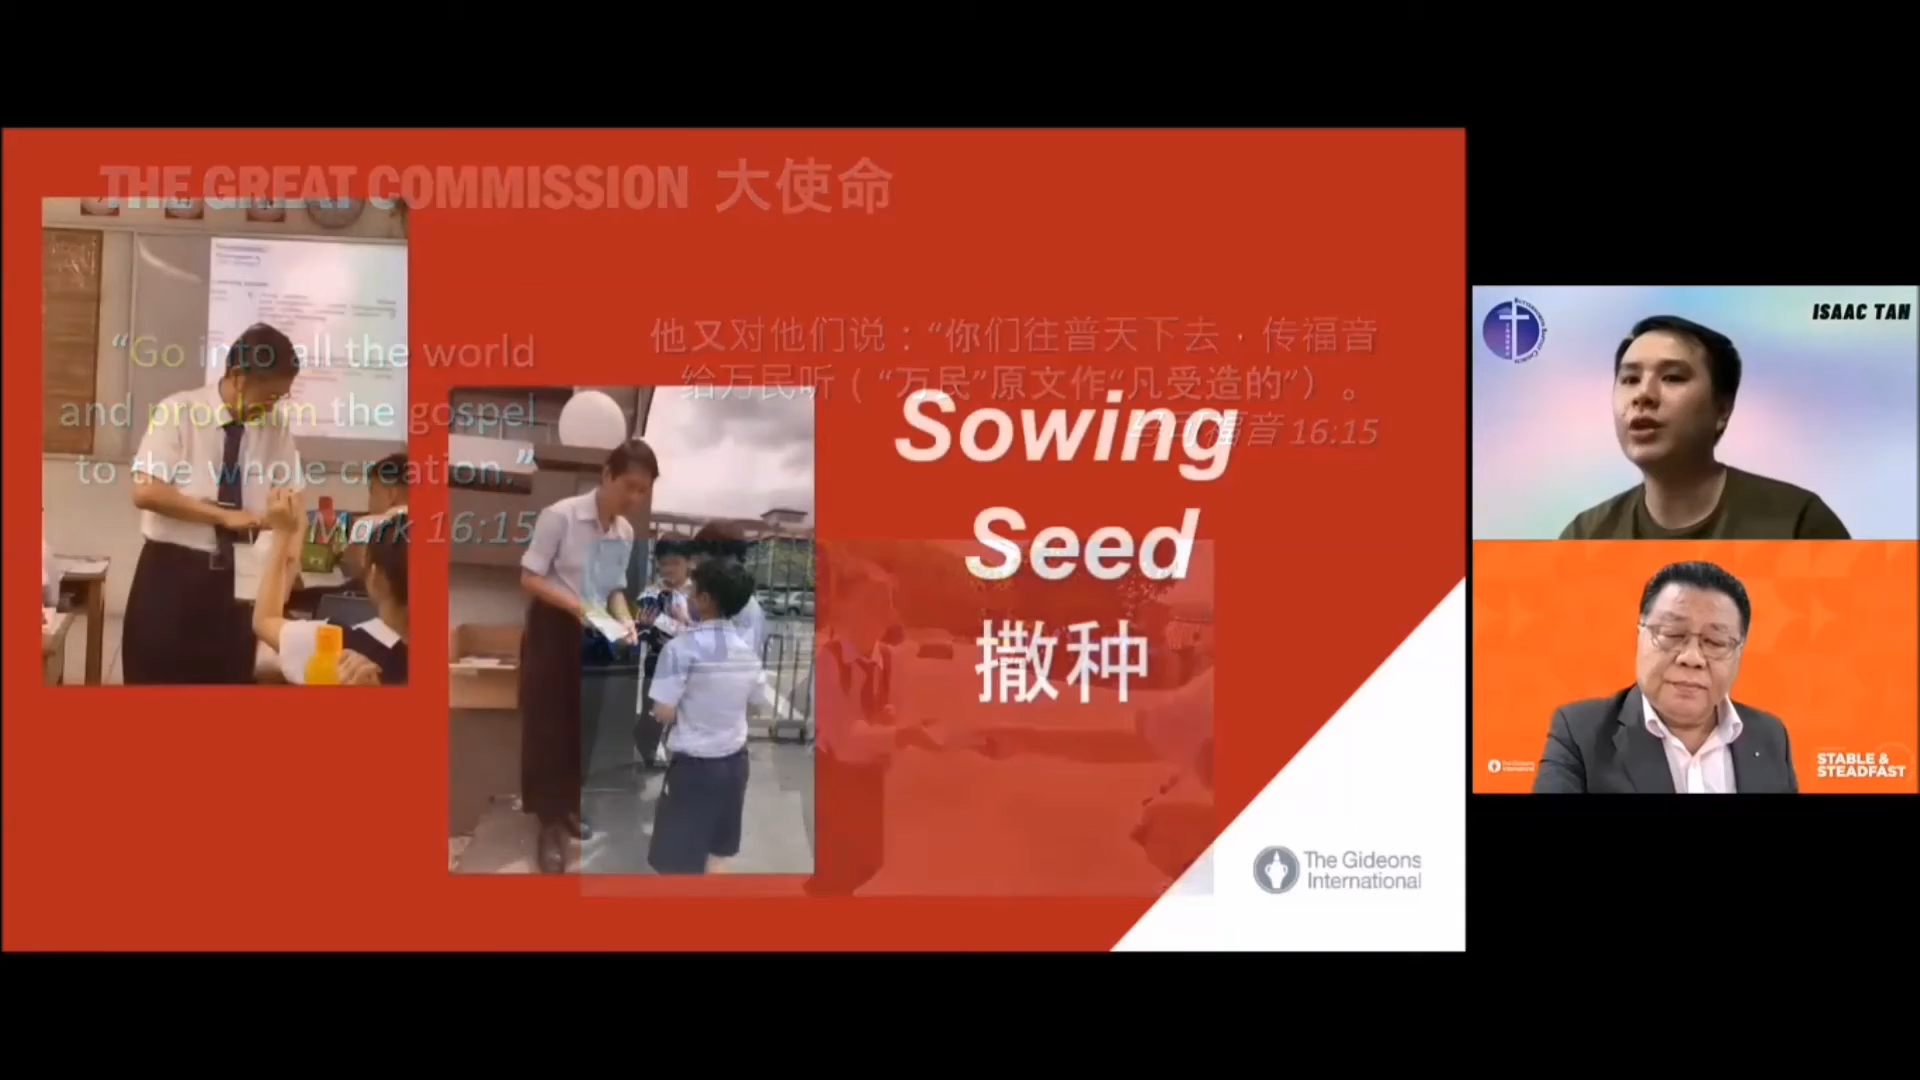 THE GREAT COMMISSION 大使命
“Go into all the world
and proclaim the gospel
to the whole creation.”
Mark 16:15
他又对他们说：“你们往普天下去，传福音
给万民听（“万民”原文作“凡受造的”）。
福音 16:15
Sowing
Seed
撒种
The Gideons
International
ISAAC TAN
The Gideons
International
STABLE &
STEADFAST